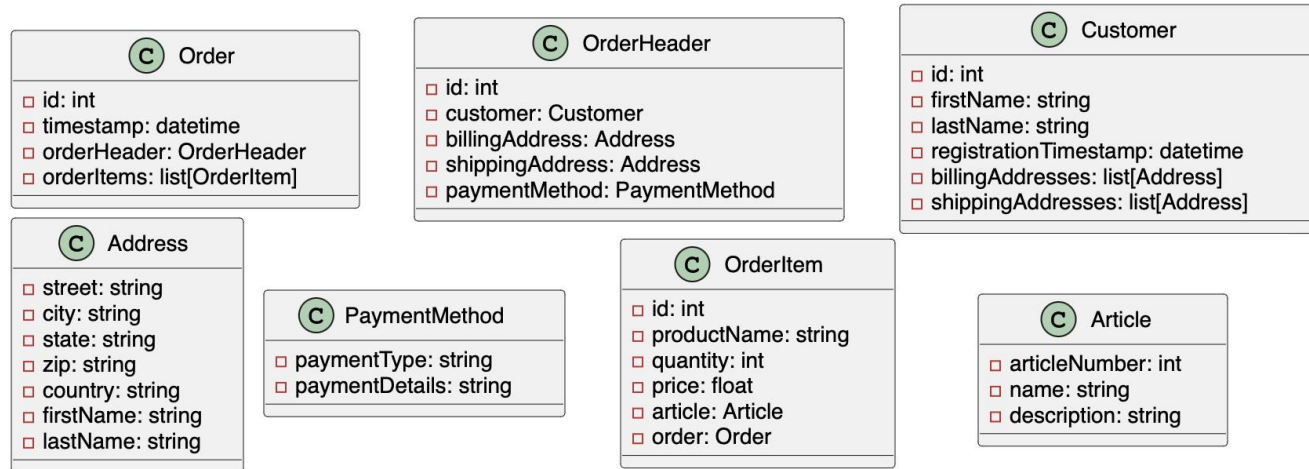 C Order
id: int
timestamp: datetime
orderHeader: OrderHeader
orderItems: list[OrderItem]
C OrderHeader
id: int
customer: Customer
billingAddress: Address
shippingAddress: Address
paymentMethod: PaymentMethod
C Customer
id: int
firstName: string
lastName: string
registrationTimestamp: datetime
billingAddresses: list[Address]
shippingAddresses: list[Address]
C Address
street: string
city: string
state: string
zip: string
country: string
firstName: string
lastName: string
C PaymentMethod
paymentType: string
paymentDetails: string
C OrderItem
id: int
productName: string
quantity: int
price: float
article: Article
order: Order
C Article
articleNumber: int
name: string
description: string